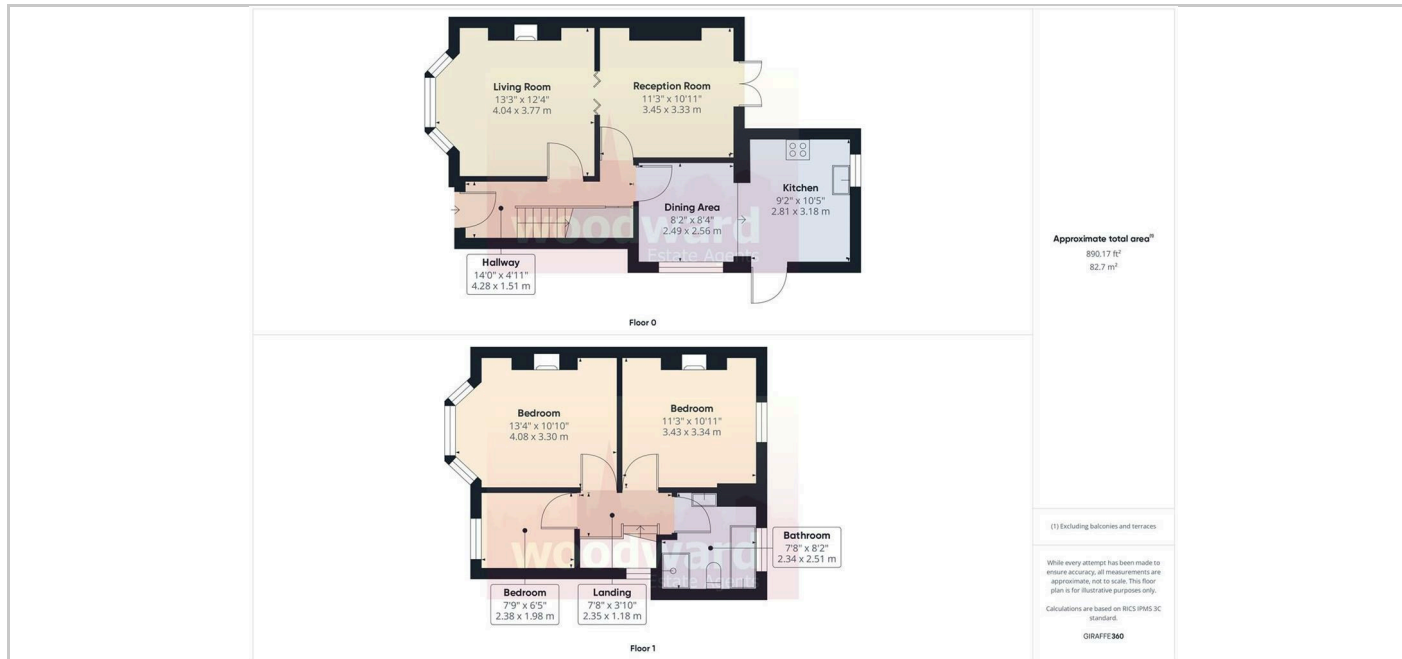 Living Room
13'3" x 12'4"
4.04 x 3.77 m
Reception Room
11'3" x 10'11"
3.45 x 3.33 m
Kitchen
9'2" x 10'5"
2.81 x 3.18 m
Dining Area
8'2" x 8'4"
2.49 x 2.56 m
woodward
Estate Agents
Hallway
14'0" x 4'11"
4.28 x 1.51 m
Floor 0
Approximate total area⁽¹⁾
890.17 ft²
82.7 m²
Bedroom
13'4" x 10'10"
4.08 x 3.30 m
Bedroom
11'3" x 10'11"
3.43 x 3.34 m
woodward
Estate Agents
Bathroom
7'8" x 8'2"
2.34 x 2.51 m
Bedroom
7'9" x 6'5"
2.38 x 1.98 m
Landing
7'8" x 3'10"
2.35 x 1.18 m
Floor 1
(1) Excluding balconies and terraces
While every attempt has been made to
ensure accuracy, all measurements are
approximate, not to scale. This floor
plan is for illustrative purposes only.
Calculations are based on RICS IPMS 3C
standard.
GIRAFFE360